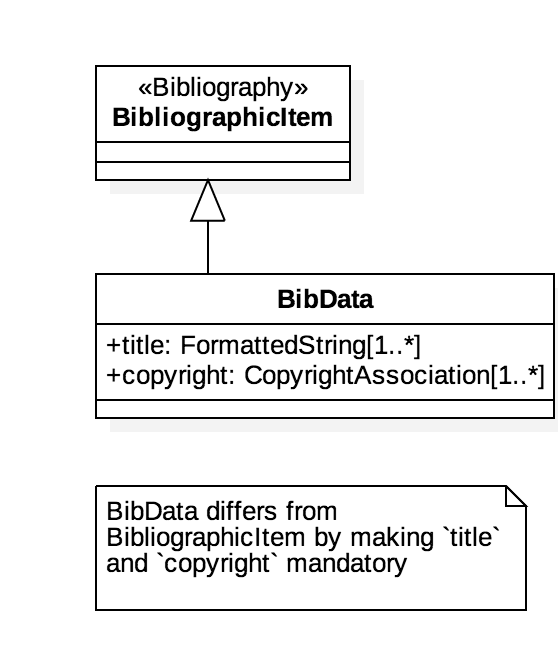 «Bibliography»
BibliographicItem
BibData
+title: FormattedString[1..*]
+copyright: CopyrightAssociation[1..*]
BibData differs from
BibliographicItem by making `title`
and `copyright` mandatory